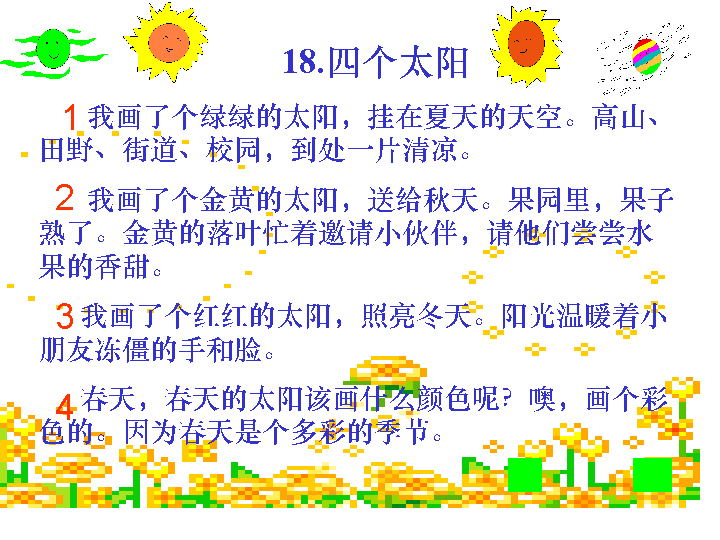 18.四个太阳
1 我画了个绿绿的太阳，挂在夏天的天空。高山、
田野、街道、校园，到处一片清凉。
2 我画了个金黄的太阳，送给秋天。果园里，果子
熟了。金黄的落叶忙着邀请小伙伴，请他们尝尝水
果的香甜。
3 我画了个红红的太阳，照亮冬天。阳光温暖着小
朋友冻僵的手和脸。
4 春天，春天的太阳该画什么颜色呢？噢，画个彩
色的。因为春天是个多彩的季节。